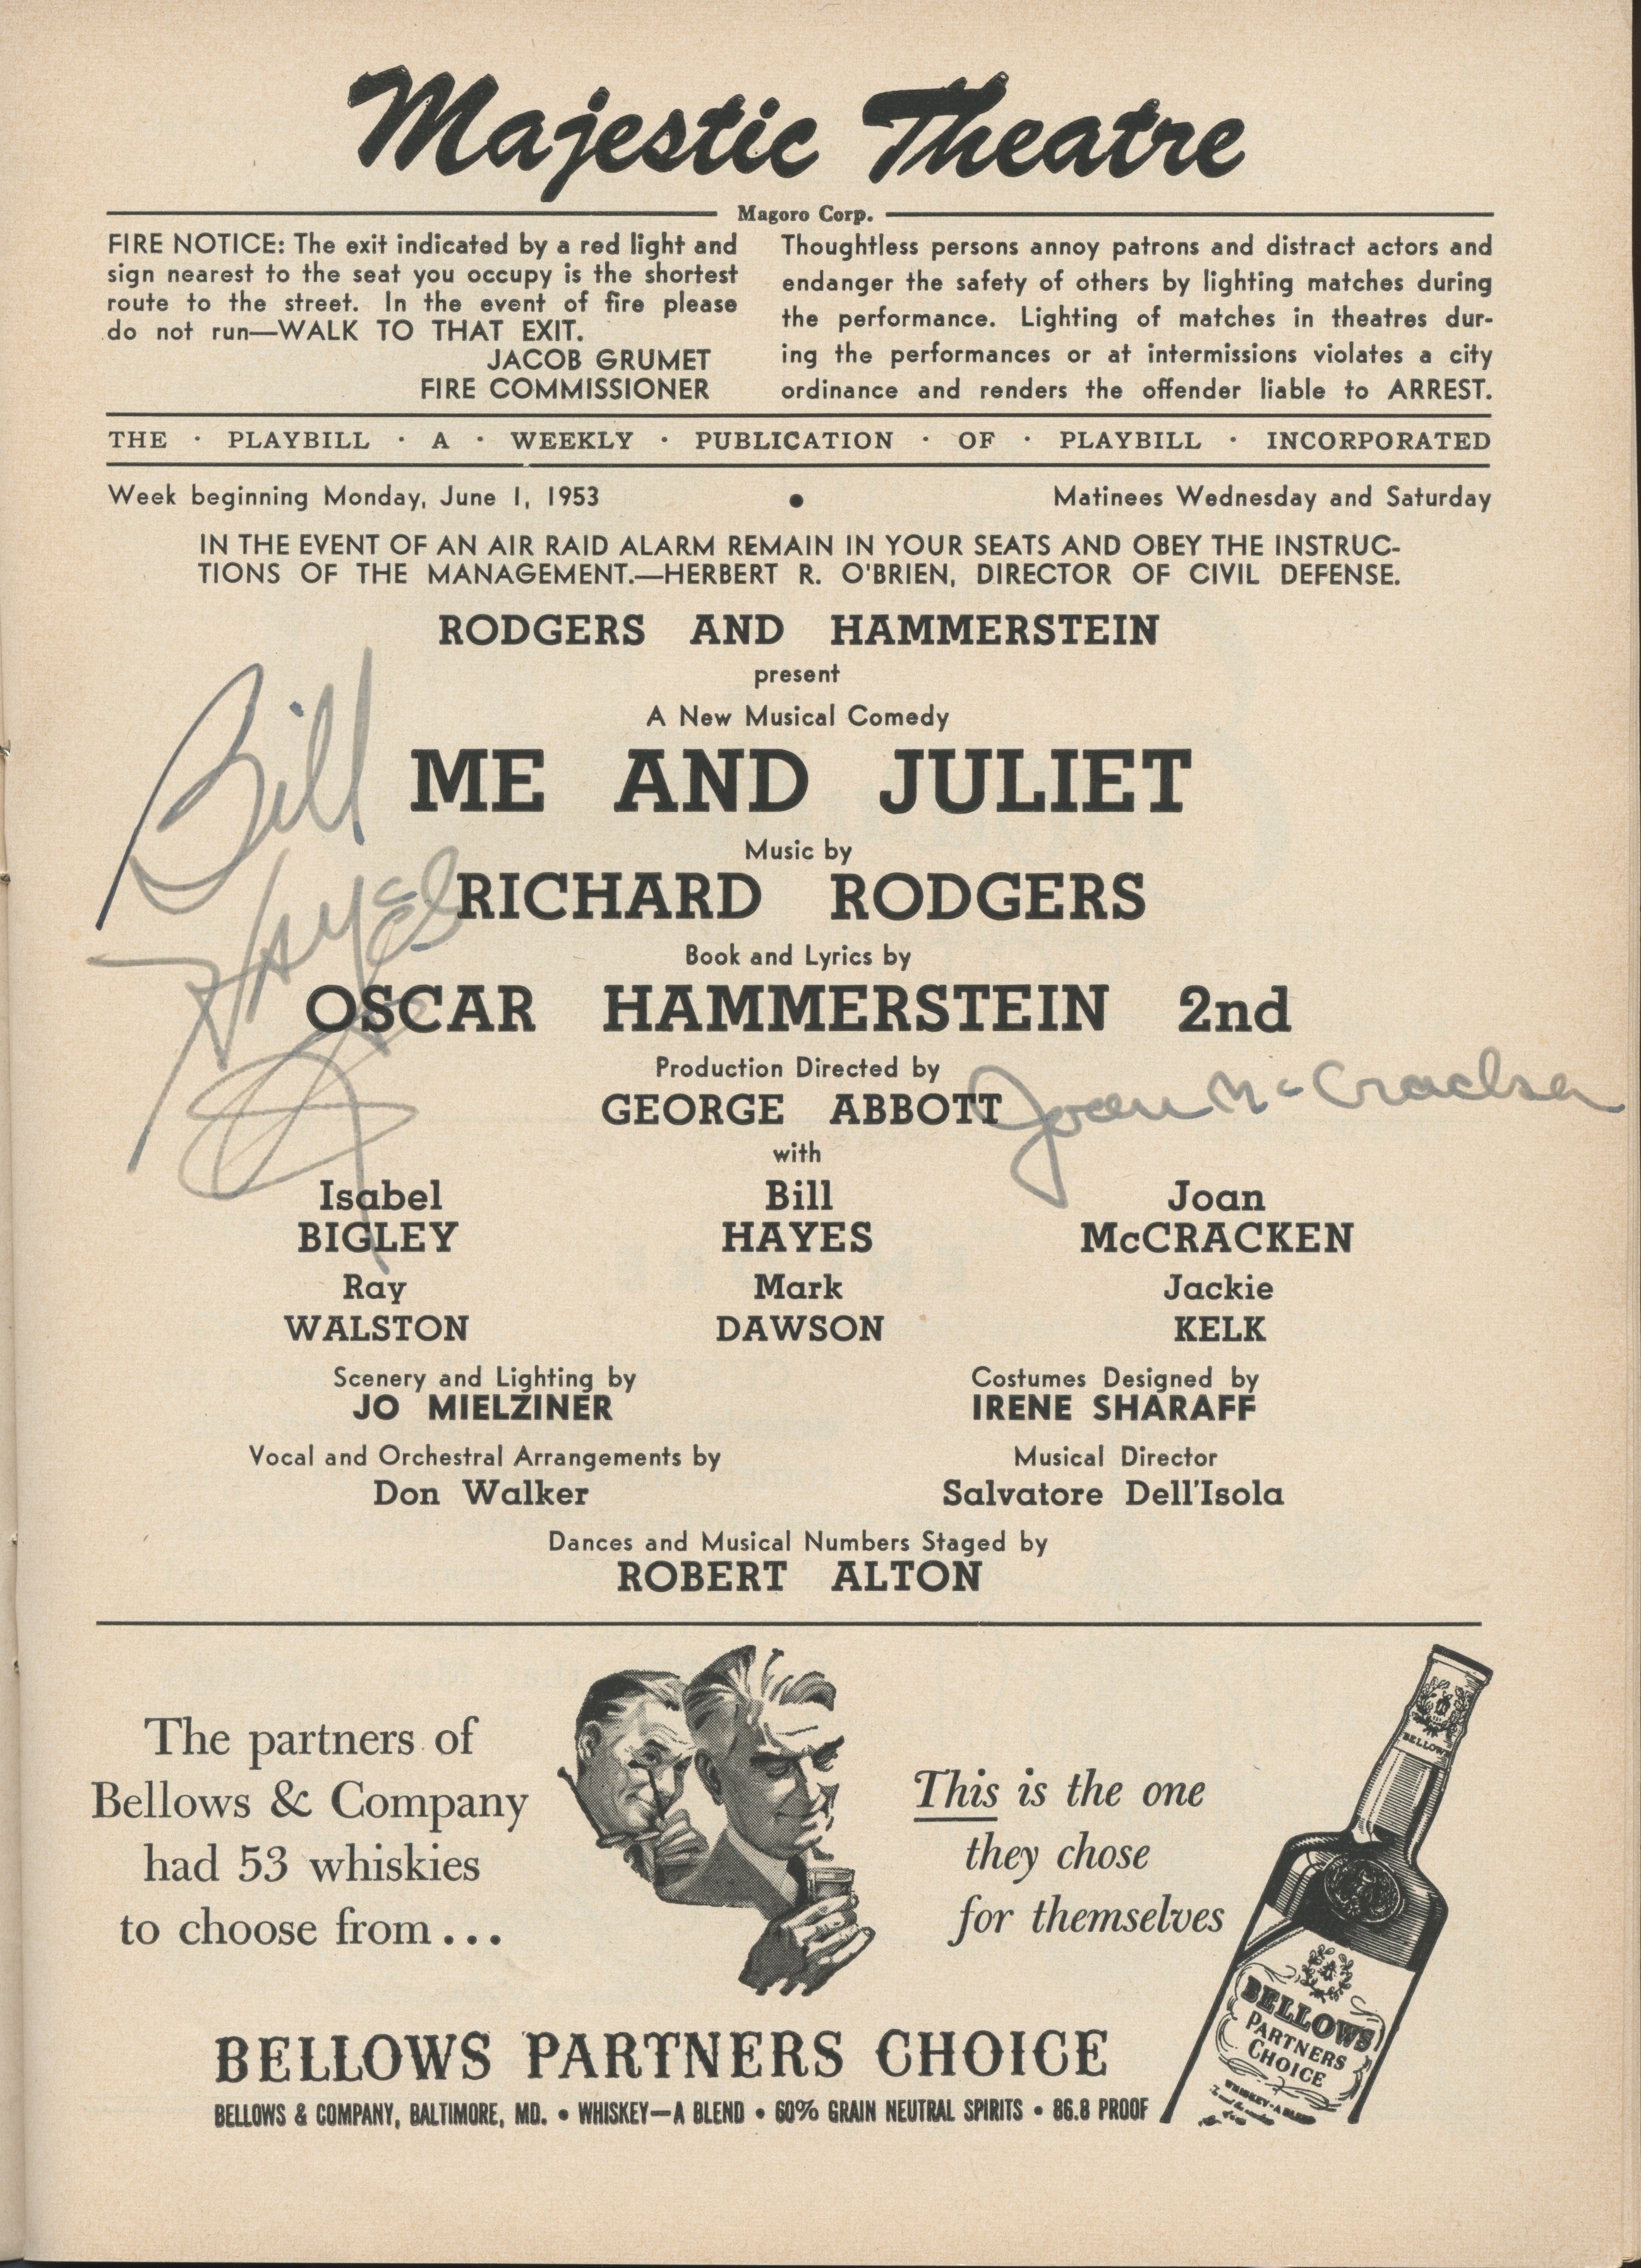 Majestic Theatre
Magoro Corp.
FIRE NOTICE: The exit indicated by a red light and
sign nearest to the seat you occupy is the shortest
route to the street. In the event of fire please
do not run—WALK TO THAT EXIT.
JACOB GRUMET
FIRE COMMISSIONER
Thoughtless persons annoy patrons and distract actors and
endanger the safety of others by lighting matches during
the performance. Lighting of matches in theatres dur-
ing the performances or at intermissions violates a city
ordinance and renders the offender liable to ARREST.
THE · PLAYBILL · A · WEEKLY · PUBLICATION · OF · PLAYBILL · INCORPORATED
Week beginning Monday, June 1, 1953 • Matinees Wednesday and Saturday
IN THE EVENT OF AN AIR RAID ALARM REMAIN IN YOUR SEATS AND OBEY THE INSTRUC-
TIONS OF THE MANAGEMENT.—HERBERT R. O'BRIEN, DIRECTOR OF CIVIL DEFENSE.
RODGERS AND HAMMERSTEIN
present
A New Musical Comedy
ME AND JULIET
Bill
Music by
RICHARD RODGERS
Hayes
Book and Lyrics by
OSCAR HAMMERSTEIN 2nd
Production Directed by
GEORGE ABBOTT
Joan McCracken
with
Isabel Bill Joan
BIGLEY HAYES McCRACKEN
Ray Mark Jackie
WALSTON DAWSON KELK
Scenery and Lighting by Costumes Designed by
JO MIELZINER IRENE SHARAFF
Vocal and Orchestral Arrangements by Musical Director
Don Walker Salvatore Dell'Isola
Dances and Musical Numbers Staged by
ROBERT ALTON
The partners of
Bellows & Company
had 53 whiskies
to choose from...
This is the one
they chose
for themselves
BELLOWS
BELLOWS
PARTNERS
CHOICE
WHISKEY-A BLEND
BELLOWS PARTNERS CHOICE
BELLOWS & COMPANY, BALTIMORE, MD. • WHISKEY—A BLEND • 60% GRAIN NEUTRAL SPIRITS • 86.8 PROOF